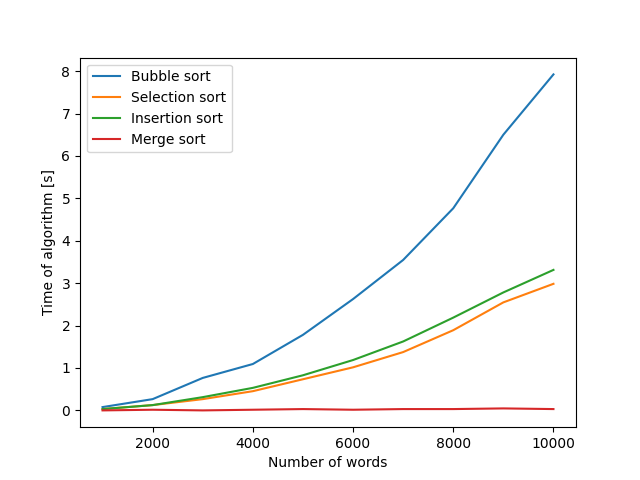 Bubble sort
Selection sort
Insertion sort
Merge sort
8
7
6
5
4
3
2
1
0
Time of algorithm [s]
2000 4000 6000 8000 10000
Number of words